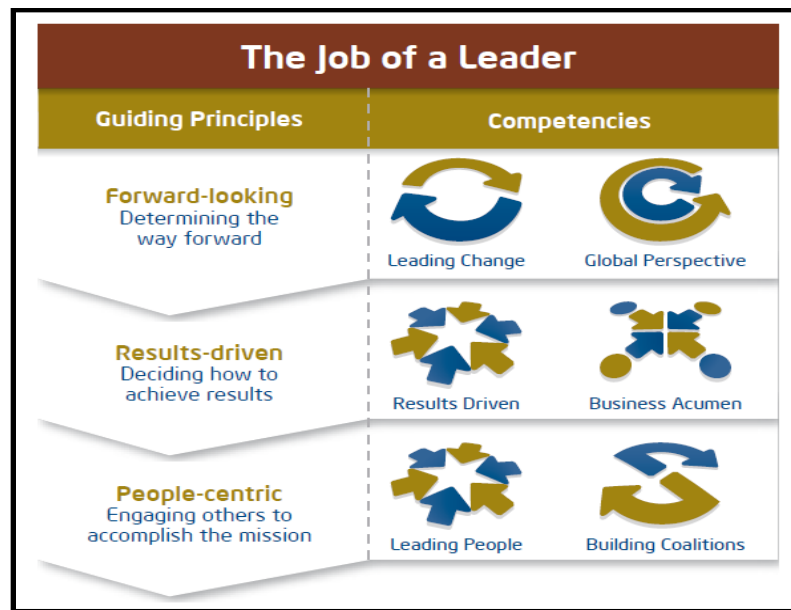 The Job of a Leader
Guiding Principles
Competencies
Forward-looking
Determining the
way forward
Leading Change
Global Perspective
Results-driven
Deciding how to
achieve results
Results Driven
Business Acumen
People-centric
Engaging others to
accomplish the mission
Leading People
Building Coalitions